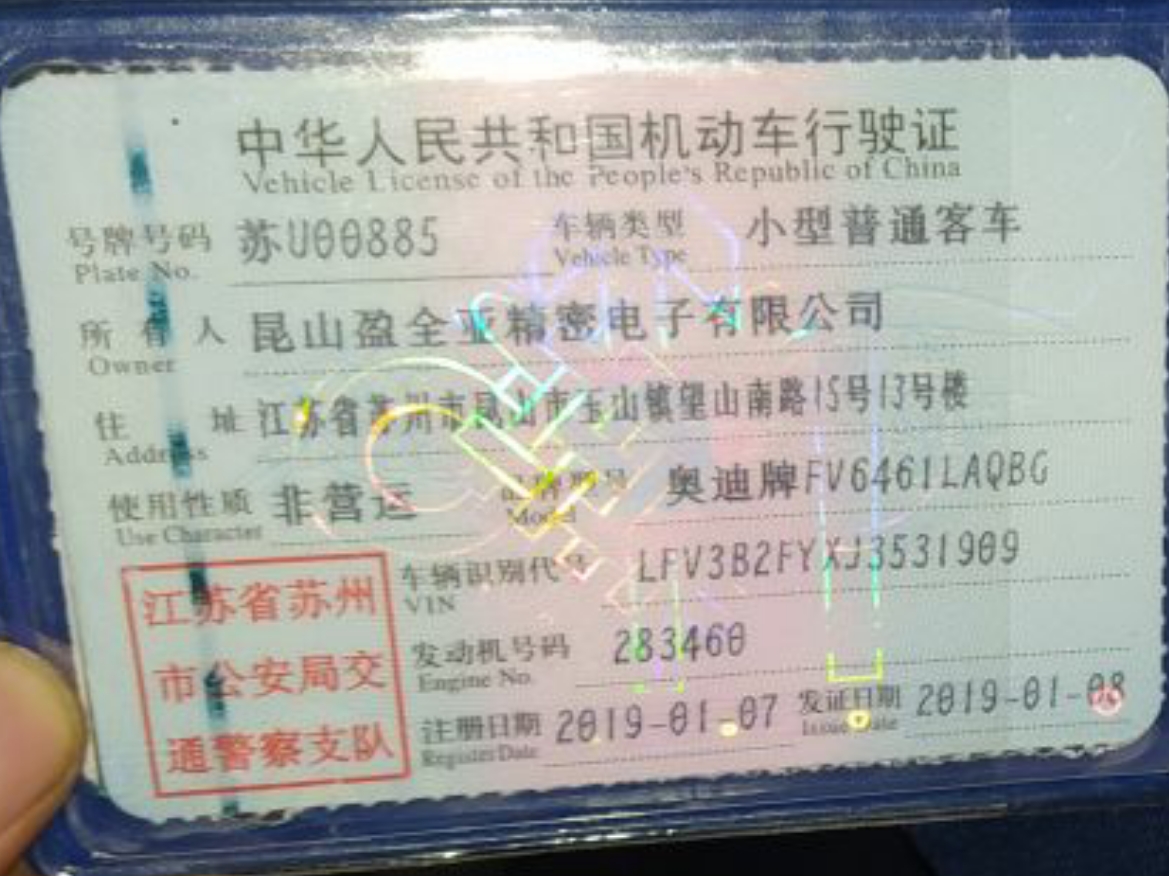 中华人民共和国机动车行驶证
Vehicle License of the People's Republic of China
号牌号码 苏U00885 车辆类型 小型普通客车
Plate No. Vehicle Type
所有人 昆山盈全亚精密电子有限公司
Owner
住址 江苏省苏州市昆山市玉山镇望山南路15号13号楼
Address
使用性质 非营运 品牌型号 奥迪牌FV6461LAQBG
Use Character Model
车辆识别代号 LFV3B2FYXJ3531909
VIN
发动机号码 283460
Engine No.
注册日期 2019-01-07 发证日期 2019-01-08
Register Date Issue Date
江苏省苏州
市公安局交
通警察支队